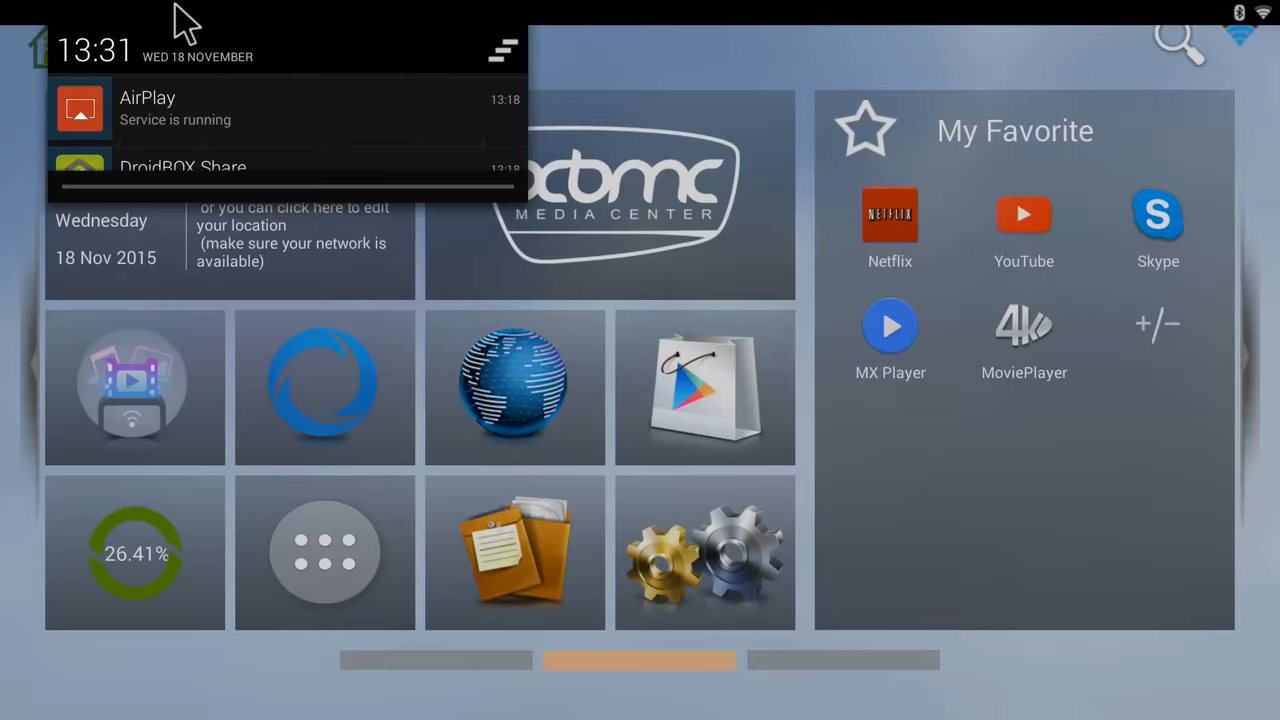 13:31 WED 18 NOVEMBER
AirPlay 13:18
Service is running
DroidBOX Share 13:18
Wednesday
18 Nov 2015
or you can click here to edit
your location
(make sure your network is
available)
xbmc
MEDIA CENTER
My Favorite
NETFLIX
Netflix
YouTube
S
Skype
MX Player
4K
MoviePlayer
+/−
26.41%